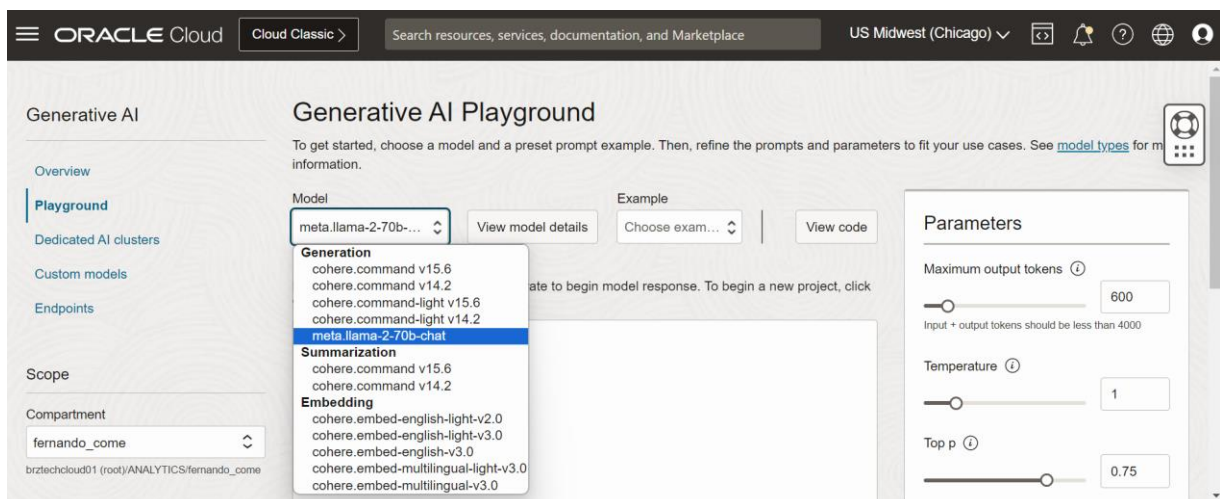 ORACLE Cloud
Cloud Classic >
Search resources, services, documentation, and Marketplace
US Midwest (Chicago)
Generative AI
Overview
Playground
Dedicated AI clusters
Custom models
Endpoints
Scope
Compartment
fernando_come
brztechcloud01 (root)/ANALYTICS/fernando_come
Generative AI Playground
To get started, choose a model and a preset prompt example. Then, refine the prompts and parameters to fit your use cases. See model types for m
information.
Model
meta.llama-2-70b-...
View model details
Example
Choose exam...
View code
Generation
cohere.command v15.6
cohere.command v14.2
cohere.command-light v15.6
cohere.command-light v14.2
meta.llama-2-70b-chat
Summarization
cohere.command v15.6
cohere.command v14.2
Embedding
cohere.embed-english-light-v2.0
cohere.embed-english-light-v3.0
cohere.embed-english-v3.0
cohere.embed-multilingual-light-v3.0
cohere.embed-multilingual-v3.0
ate to begin model response. To begin a new project, click
Parameters
Maximum output tokens
600
Input + output tokens should be less than 4000
Temperature
1
Top p
0.75